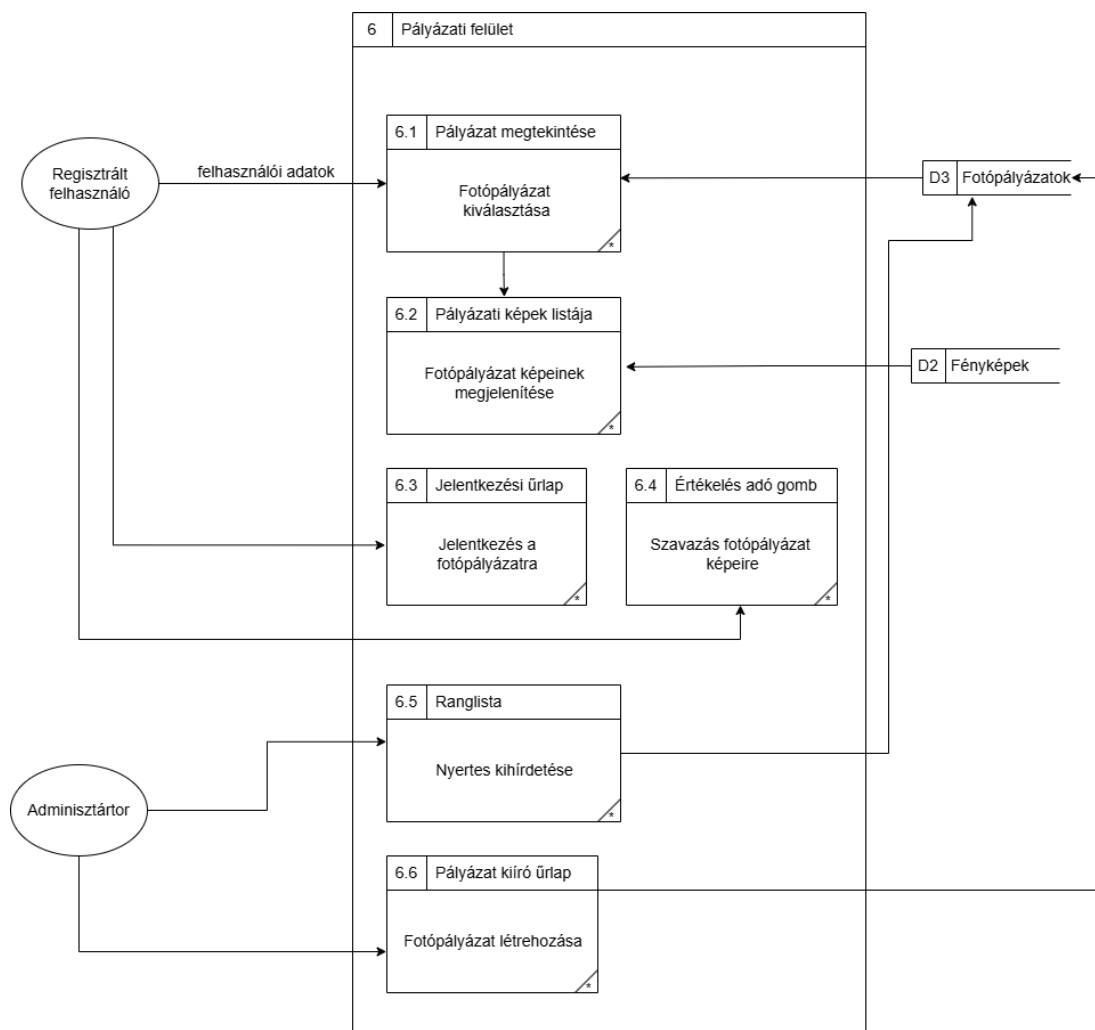 6 Pályázati felület
6.1 Pályázat megtekintése
Fotópályázat
kiválasztása
*
Regisztrált
felhasználó
felhasználói adatok
D3 Fotópályázatok
6.2 Pályázati képek listája
Fotópályázat képeinek
megjelenítése
*
D2 Fényképek
6.3 Jelentkezési űrlap
Jelentkezés a
fotópályázatra
*
6.4 Értékelés adó gomb
Szavazás fotópályázat
képeire
*
6.5 Ranglista
Nyertes kihírdetése
*
Adminisztártor
6.6 Pályázat kiíró űrlap
Fotópályázat létrehozása
*